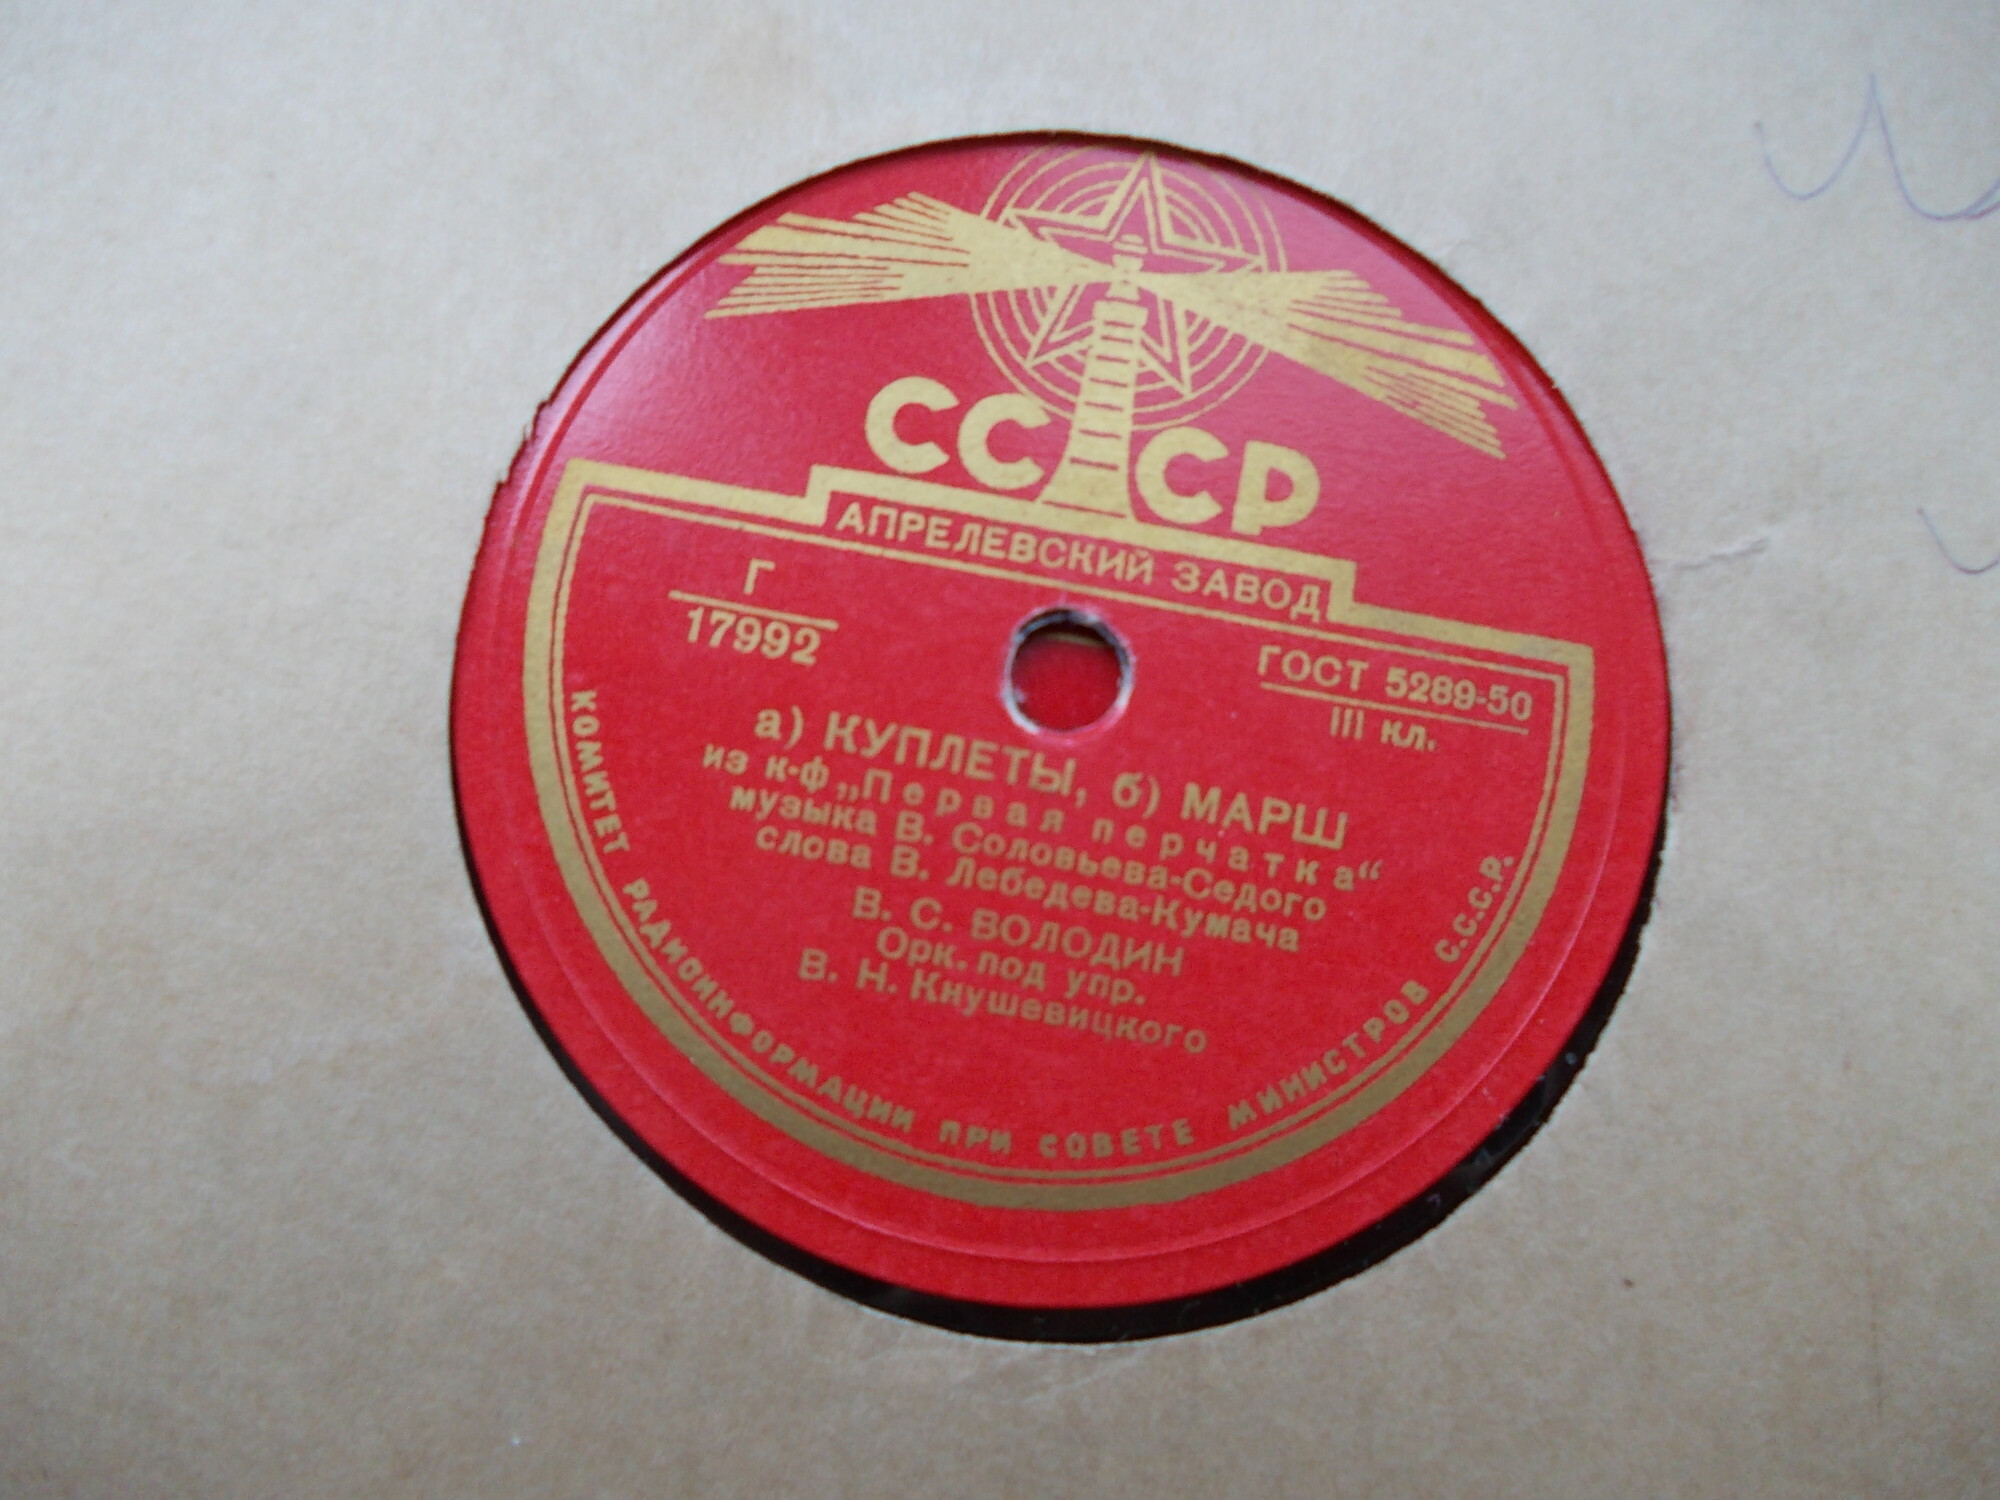 СССР
АПРЕЛЕВСКИЙ ЗАВОД
Г
17992
ГОСТ 5289-50
III кл.
а) КУПЛЕТЫ, б) МАРШ
из к-ф „Первая перчатка“
музыка В. Соловьева-Седого
слова В. Лебедева-Кумача
В. С. ВОЛОДИН
Орк. под упр.
В. Н. Кнушевицкого
КОМИТЕТ РАДИОИНФОРМАЦИИ ПРИ СОВЕТЕ МИНИСТРОВ С.С.С.Р.